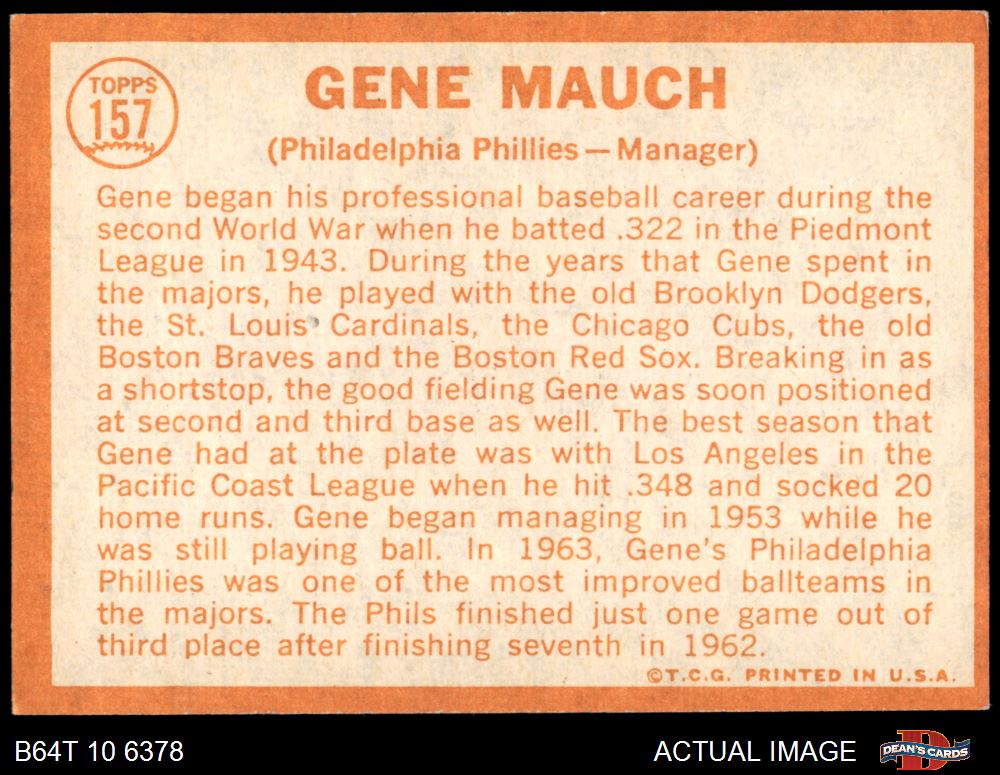 TOPPS
157
GENE MAUCH
(Philadelphia Phillies — Manager)
Gene began his professional baseball career during the
second World War when he batted .322 in the Piedmont
League in 1943. During the years that Gene spent in
the majors, he played with the old Brooklyn Dodgers,
the St. Louis Cardinals, the Chicago Cubs, the old
Boston Braves and the Boston Red Sox. Breaking in as
a shortstop, the good fielding Gene was soon positioned
at second and third base as well. The best season that
Gene had at the plate was with Los Angeles in the
Pacific Coast League when he hit .348 and socked 20
home runs. Gene began managing in 1953 while he
was still playing ball. In 1963, Gene's Philadelphia
Phillies was one of the most improved ballteams in
the majors. The Phils finished just one game out of
third place after finishing seventh in 1962.
©T.C.G. PRINTED IN U.S.A.
B64T 10 6378
ACTUAL IMAGE
D
DEAN'S CARDS